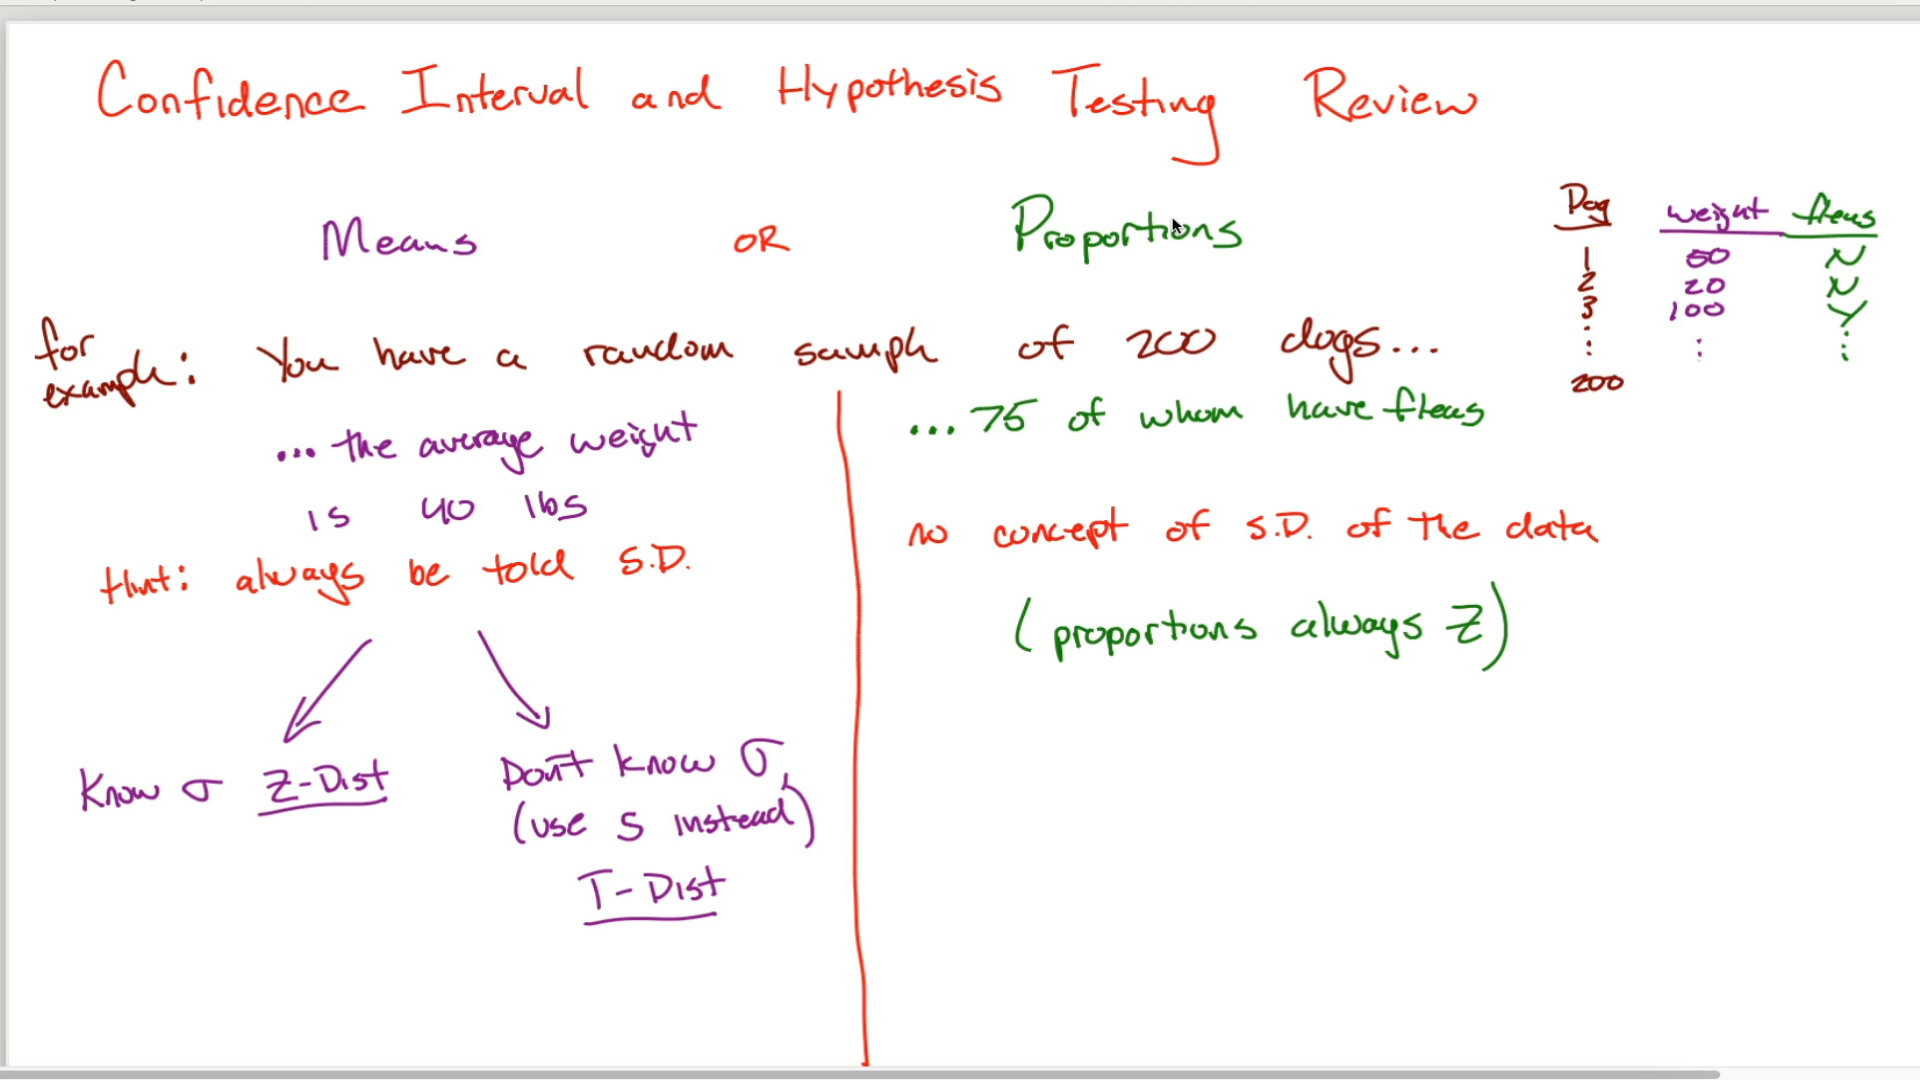 Confidence Interval and Hypothesis Testing Review
Means OR Proportions
Dog weight fleas
1 50 N
2 20 N
3 100 Y
200
for example: You have a random sample of 200 dogs...
... the average weight
is 40 lbs
... 75 of whom have fleas
Hint: always be told S.D.
no concept of S.D. of the data
(proportions always Z)
Know σ Z-Dist
Don't know σ,
(use s instead)
T-Dist